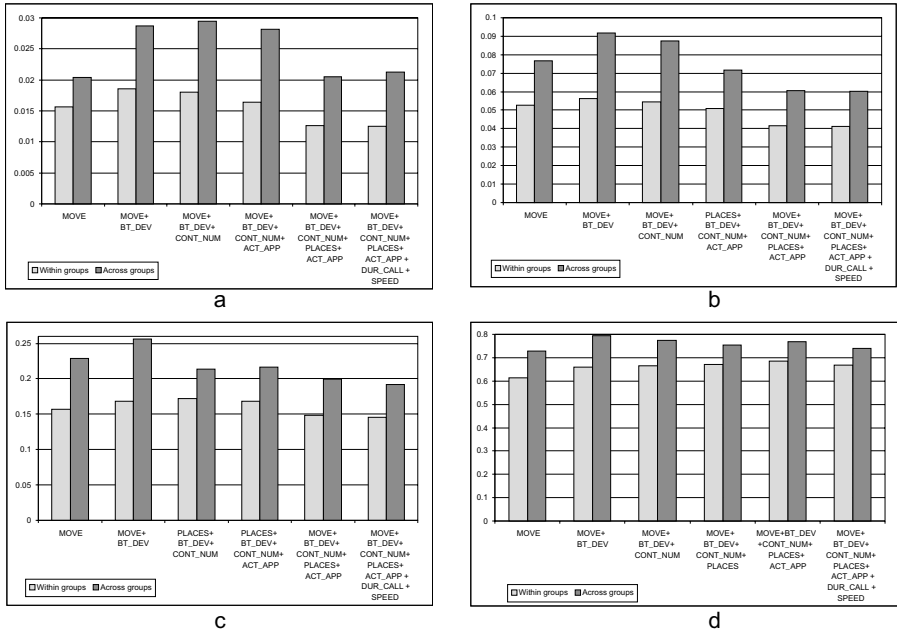 0.03
0.025
0.02
0.015
0.01
0.005
0
MOVE
MOVE+
BT_DEV
MOVE+
BT_DEV+
CONT_NUM
MOVE+
BT_DEV+
CONT_NUM+
ACT_APP
MOVE+
BT_DEV+
CONT_NUM+
PLACES+
ACT_APP
MOVE+
BT_DEV+
CONT_NUM+
PLACES+
ACT_APP +
DUR_CALL +
SPEED
Within groups Across groups
a
0.1
0.09
0.08
0.07
0.06
0.05
0.04
0.03
0.02
0.01
0
MOVE
MOVE+
BT_DEV
MOVE+
BT_DEV+
CONT_NUM
PLACES+
BT_DEV+
CONT_NUM+
ACT_APP
MOVE+
BT_DEV+
CONT_NUM+
PLACES+
ACT_APP
MOVE+
BT_DEV+
CONT_NUM+
PLACES+
ACT_APP +
DUR_CALL +
SPEED
Within groups Across groups
b
0.25
0.2
0.15
0.1
0.05
0
MOVE
MOVE+
BT_DEV
PLACES+
BT_DEV+
CONT_NUM
PLACES+
BT_DEV+
CONT_NUM+
ACT_APP
MOVE+
BT_DEV+
CONT_NUM+
PLACES+
ACT_APP
MOVE+
BT_DEV+
CONT_NUM+
PLACES+
ACT_APP +
DUR_CALL +
SPEED
Within groups Across groups
c
0.8
0.7
0.6
0.5
0.4
0.3
0.2
0.1
0
MOVE
MOVE+
BT_DEV
MOVE+
BT_DEV+
CONT_NUM
MOVE+
BT_DEV+
CONT_NUM+
PLACES
MOVE+BT_DEV
+CONT_NUM+
PLACES+
ACT_APP
MOVE+
BT_DEV+
CONT_NUM+
PLACES+
ACT_APP +
DUR_CALL +
SPEED
Within groups Across groups
d